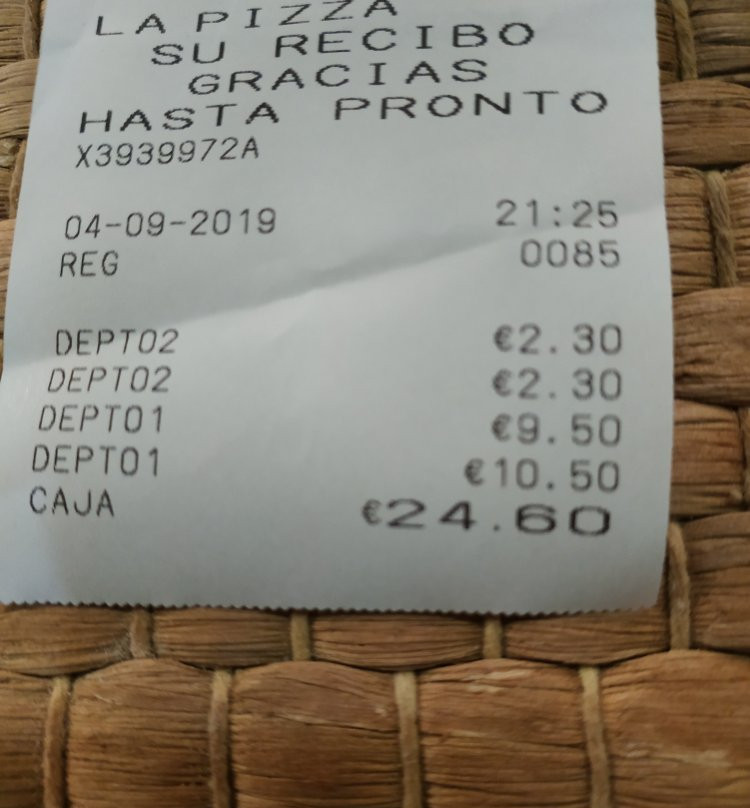 LA PIZZA
SU RECIBO
GRACIAS
HASTA PRONTO
X3939972A
04-09-2019 21:25
REG 0085
DEPT02 €2.30
DEPT02 €2.30
DEPT01 €9.50
DEPT01 €10.50
CAJA €24.60